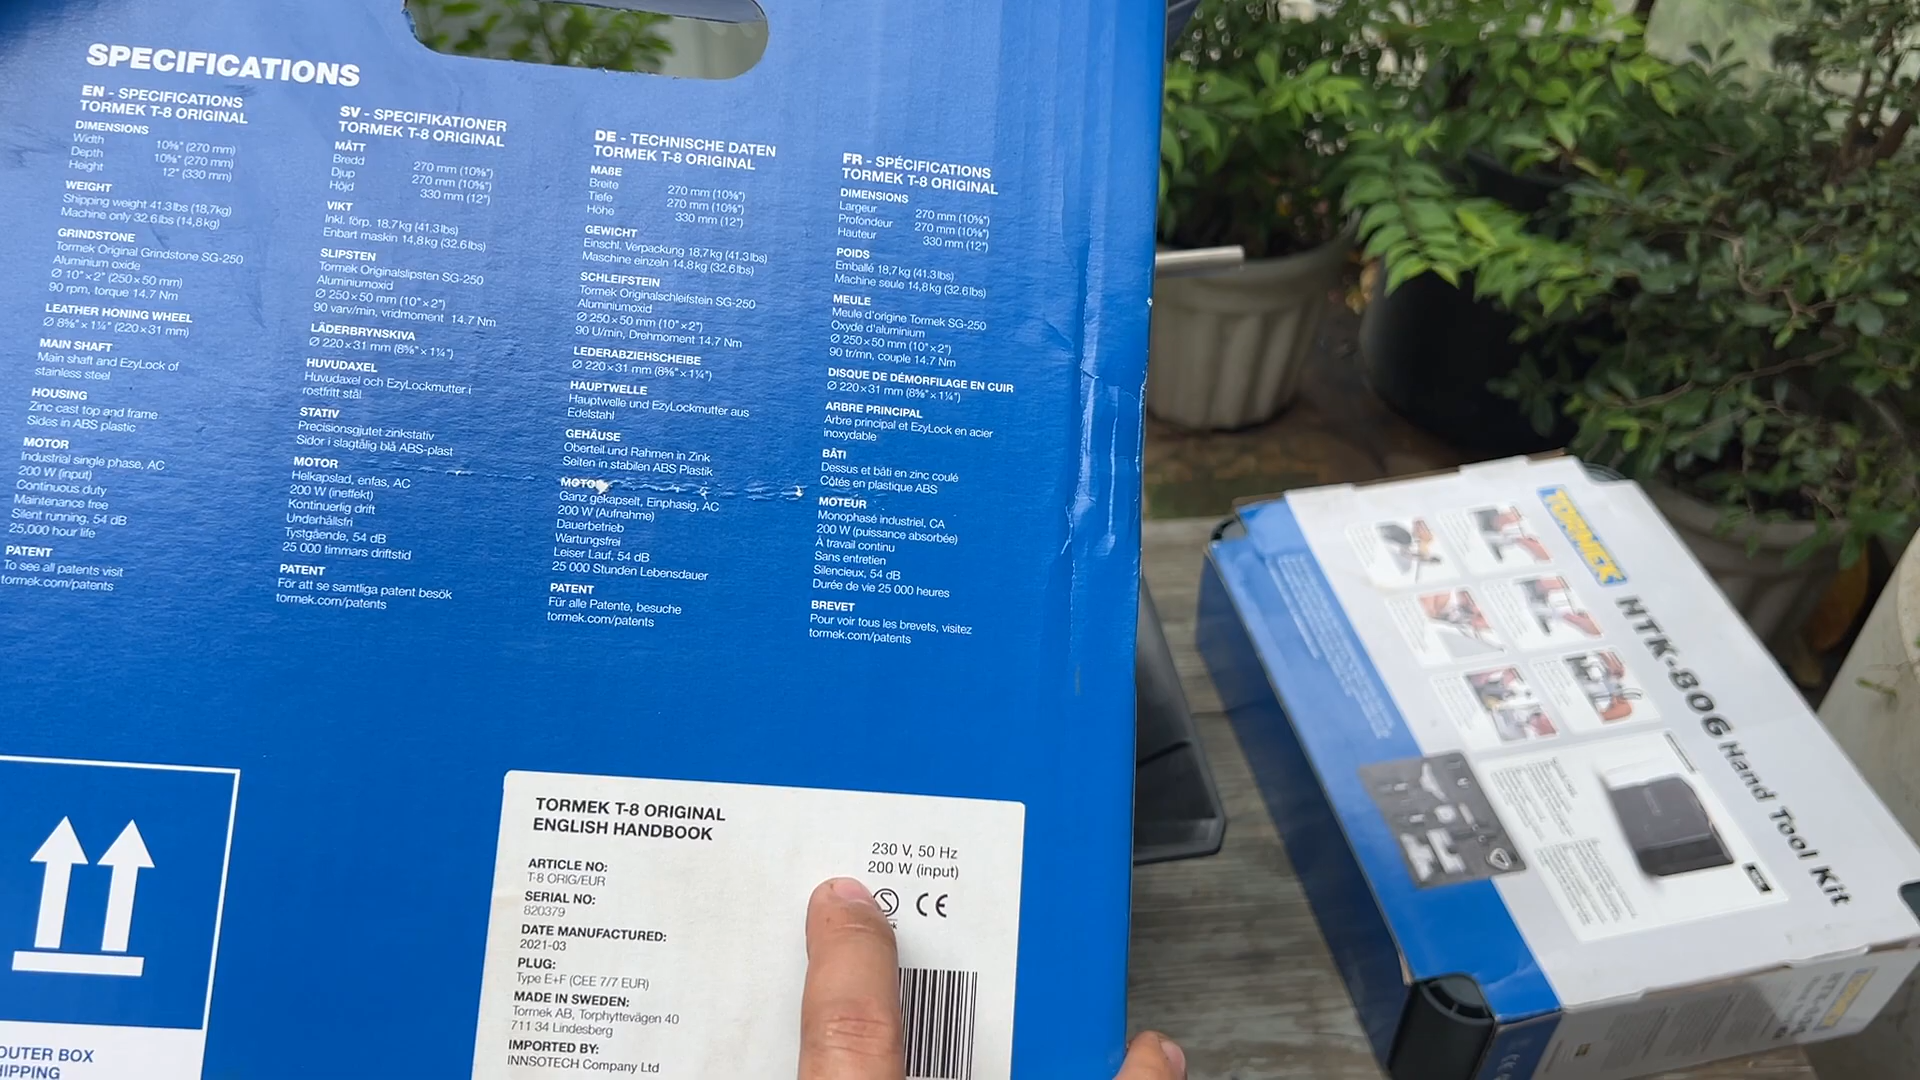 SPECIFICATIONS
EN - SPECIFICATIONS
TORMEK T-8 ORIGINAL
DIMENSIONS
Width 10⅝" (270 mm)
Depth 10⅝" (270 mm)
Height 12" (330 mm)
WEIGHT
Shipping weight 41.3 lbs (18,7kg)
Machine only 32.6 lbs (14,8 kg)
GRINDSTONE
Tormek Original Grindstone SG-250
Aluminium oxide
Ø 10"×2" (250×50 mm)
90 rpm, torque 14.7 Nm
LEATHER HONING WHEEL
Ø 8⅝"×1¼" (220×31 mm)
MAIN SHAFT
Main shaft and EzyLock of
stainless steel
HOUSING
Zinc cast top and frame
Sides in ABS plastic
MOTOR
Industrial single phase, AC
200 W (input)
Continuous duty
Maintenance free
Silent running, 54 dB
25,000 hour life
PATENT
To see all patents visit
tormek.com/patents
SV - SPECIFIKATIONER
TORMEK T-8 ORIGINAL
MÅTT
Bredd 270 mm (10⅝")
Djup 270 mm (10⅝")
Höjd 330 mm (12")
VIKT
Inkl. förp. 18.7 kg (41.3 lbs)
Enbart maskin 14,8 kg (32.6 lbs)
SLIPSTEN
Tormek Originalslipsten SG-250
Aluminiumoxid
Ø 250×50 mm (10"×2")
90 varv/min, vridmoment 14.7 Nm
LÄDERBRYNSKIVA
Ø 220×31 mm (8⅝"×1¼")
HUVUDAXEL
Huvudaxel och EzyLockmutter i
rostfritt stål
STATIV
Precisionsgjutet zinkstativ
Sidor i slagtålig blå ABS-plast
MOTOR
Helkapslad, enfas, AC
200 W (ineffekt)
Kontinuerlig drift
Underhållsfri
Tystgående, 54 dB
25 000 timmars driftstid
PATENT
För att se samtliga patent besök
tormek.com/patents
DE - TECHNISCHE DATEN
TORMEK T-8 ORIGINAL
MAßE
Breite 270 mm (10⅝")
Tiefe 270 mm (10⅝")
Höhe 330 mm (12")
GEWICHT
Einschl. Verpackung 18,7 kg (41.3 lbs)
Maschine einzeln 14,8 kg (32.6 lbs)
SCHLEIFSTEIN
Tormek Originalschleifstein SG-250
Aluminiumoxid
Ø 250×50 mm (10"×2")
90 U/min, Drehmoment 14.7 Nm
LEDERABZIEHSCHEIBE
Ø 220×31 mm (8⅝"×1¼")
HAUPTWELLE
Hauptwelle und EzyLockmutter aus
Edelstahl
GEHÄUSE
Oberteil und Rahmen in Zink
Seiten in stabilen ABS Plastik
MOTOR
Ganz gekapselt, Einphasig, AC
200 W (Aufnahme)
Dauerbetrieb
Wartungsfrei
Leiser Lauf, 54 dB
25 000 Stunden Lebensdauer
PATENT
Für alle Patente, besuche
tormek.com/patents
FR - SPÉCIFICATIONS
TORMEK T-8 ORIGINAL
DIMENSIONS
Largeur 270 mm (10⅝")
Profondeur 270 mm (10⅝")
Hauteur 330 mm (12")
POIDS
Emballé 18,7 kg (41.3 lbs)
Machine seule 14,8 kg (32.6 lbs)
MEULE
Meule d'origine Tormek SG-250
Oxyde d'aluminium
Ø 250×50 mm (10"×2")
90 tr/mn, couple 14.7 Nm
DISQUE DE DÉMORFILAGE EN CUIR
Ø 220×31 mm (8⅝"×1¼")
ARBRE PRINCIPAL
Arbre principal et EzyLock en acier
inoxydable
BÂTI
Dessus et bâti en zinc coulé
Côtés en plastique ABS
MOTEUR
Monophasé industriel, CA
200 W (puissance absorbée)
À travail continu
Sans entretien
Silencieux, 54 dB
Durée de vie 25 000 heures
BREVET
Pour voir tous les brevets, visitez
tormek.com/patents
OUTER BOX
TORMEK T-8 ORIGINAL
ENGLISH HANDBOOK
230 V, 50 Hz
200 W (input)
S CE
ARTICLE NO:
T-8 ORIG/EUR
SERIAL NO:
820379
DATE MANUFACTURED:
2021-03
PLUG:
Type E+F (CEE 7/7 EUR)
MADE IN SWEDEN:
Tormek AB, Torphyttevägen 40
711 34 Lindesberg
IMPORTED BY:
INNSOTECH Company Ltd
TORMEK
HTK-806 Hand Tool Kit